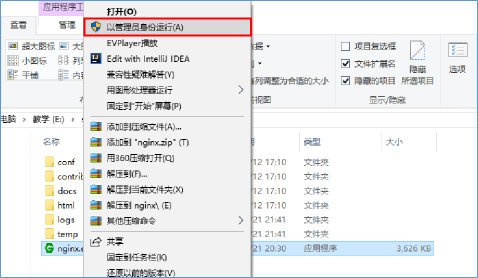 应用程序工
查看
管理
超大图标
小图标
平铺
项目复选框
文件扩展名
隐藏的项目
隐藏
所选项目
选项
将所有列调整为合适的大小
显示/隐藏
打开(O)
以管理员身份运行(A)
EVPlayer播放
Edit with IntelliJ IDEA
兼容性疑难解答(Y)
用图形处理器运行
固定到"开始"屏幕(P)
添加到压缩文件(A)...
添加到 "nginx.zip" (T)
用360压缩打开(Q)
解压到(F)...
解压到当前文件夹(X)
解压到 nginx\ (E)
其他压缩命令
共享
固定到任务栏(K)
还原以前的版本(V)
电脑
教学 (E:)
名称
类型
大小
conf
/12 17:10
文件夹
contrib
/12 17:10
文件夹
docs
/12 17:10
文件夹
html
/12 17:10
文件夹
logs
/21 21:41
文件夹
temp
/21 21:41
文件夹
nginx.e
/21 20:30
应用程序
3,626 KB